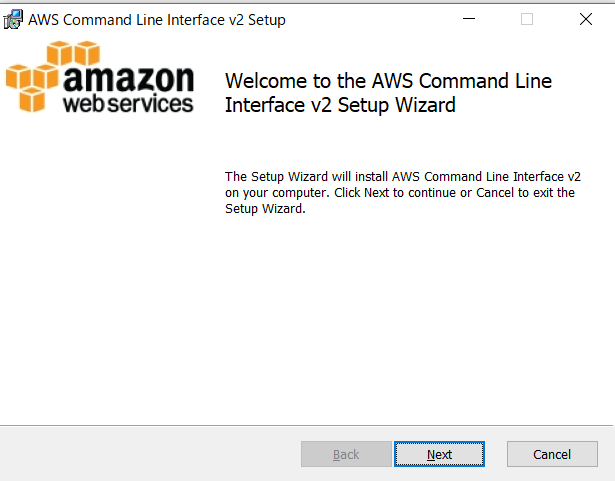 AWS Command Line Interface v2 Setup
amazon
webservices
Welcome to the AWS Command Line
Interface v2 Setup Wizard
The Setup Wizard will install AWS Command Line Interface v2
on your computer. Click Next to continue or Cancel to exit the
Setup Wizard.
Back
Next
Cancel